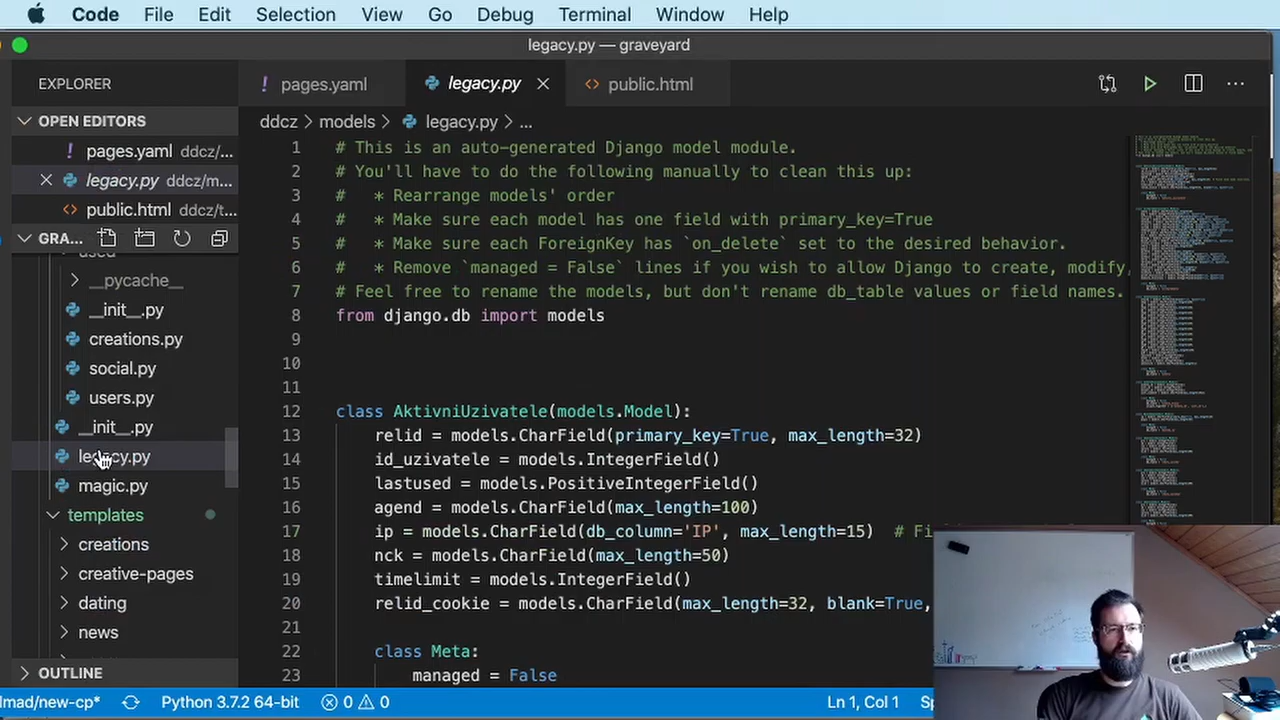 Code File Edit Selection View Go Debug Terminal Window Help
legacy.py — graveyard
EXPLORER
! pages.yaml
legacy.py
<> public.html
OPEN EDITORS
! pages.yaml ddcz/...
legacy.py ddcz/m...
<> public.html ddcz/t...
GRA...
used
__pycache__
__init__.py
creations.py
social.py
users.py
__init__.py
legacy.py
magic.py
templates
creations
creative-pages
dating
news
OUTLINE
ddcz > models > legacy.py > ...
1 # This is an auto-generated Django model module.
2 # You'll have to do the following manually to clean this up:
3 #   * Rearrange models' order
4 #   * Make sure each model has one field with primary_key=True
5 #   * Make sure each ForeignKey has `on_delete` set to the desired behavior.
6 #   * Remove `managed = False` lines if you wish to allow Django to create, modify,
7 # Feel free to rename the models, but don't rename db_table values or field names.
8 from django.db import models
9
10
11
12 class AktivniUzivatele(models.Model):
13     relid = models.CharField(primary_key=True, max_length=32)
14     id_uzivatele = models.IntegerField()
15     lastused = models.PositiveIntegerField()
16     agend = models.CharField(max_length=100)
17     ip = models.CharField(db_column='IP', max_length=15)  # Fi
18     nck = models.CharField(max_length=50)
19     timelimit = models.IntegerField()
20     relid_cookie = models.CharField(max_length=32, blank=True,
21
22     class Meta:
23         managed = False
lmad/new-cp* Python 3.7.2 64-bit 0 0 Ln 1, Col 1 Sp